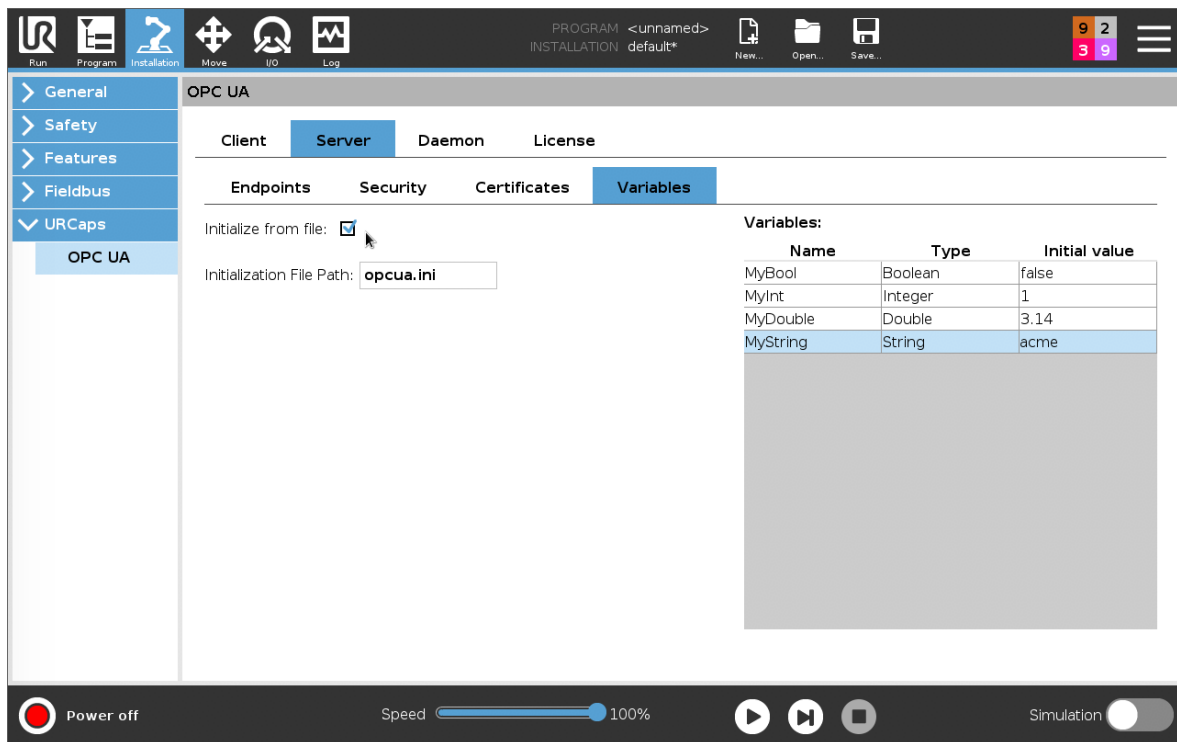 PROGRAM <unnamed>
INSTALLATION default*
Run Program Installation Move I/O Log New... Open... Save...
9 2
3 9
General
Safety
Features
Fieldbus
URCaps
OPC UA
OPC UA
Client Server Daemon License
Endpoints Security Certificates Variables
Initialize from file:
Initialization File Path: opcua.ini
Variables:
Name Type Initial value
MyBool Boolean false
MyInt Integer 1
MyDouble Double 3.14
MyString String acme
Power off Speed 100% Simulation